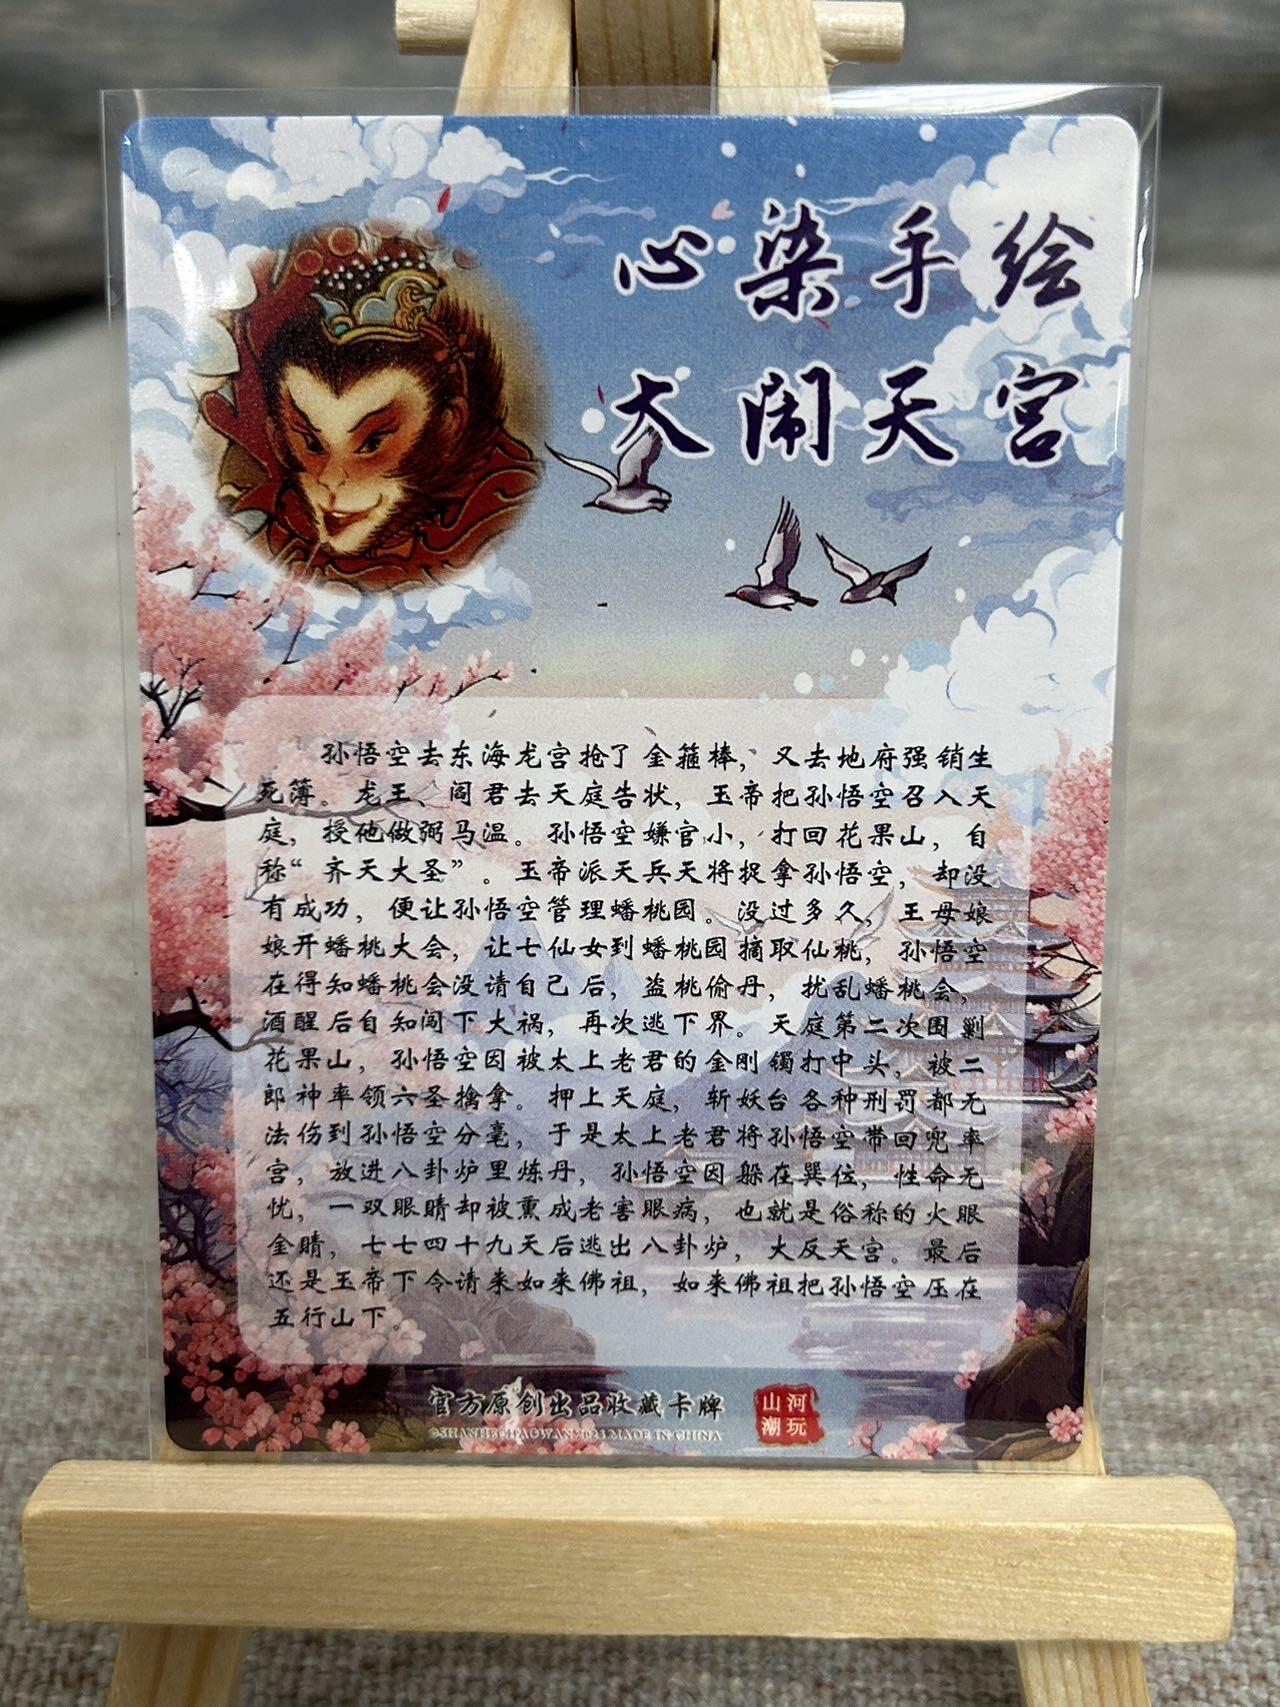 心染手绘
大闹天宫
孙悟空去东海龙宫抢了金箍棒，又去地府强销生
死簿。龙王、阎君去天庭告状，玉帝把孙悟空召入天
庭，授他做弼马温。孙悟空嫌官小，打回花果山，自
称“齐天大圣”。玉帝派天兵天将捉拿孙悟空，却没
有成功，便让孙悟空管理蟠桃园。没过多久，王母娘
娘开蟠桃大会，让七仙女到蟠桃园摘取仙桃，孙悟空
在得知蟠桃会没请自己后，盗桃偷丹，扰乱蟠桃会，
酒醒后自知闯下大祸，再次逃下界。天庭第二次围剿
花果山，孙悟空因被太上老君的金刚镯打中头，被二
郎神率领六圣擒拿。押上天庭，斩妖台各种刑罚都无
法伤到孙悟空分毫，于是太上老君将孙悟空带回兜率
宫，放进八卦炉里炼丹，孙悟空因躲在巽位，性命无
忧，一双眼睛却被熏成老害眼病，也就是俗称的火眼
金睛，七七四十九天后逃出八卦炉，大反天宫。最后
还是玉帝下令请来如来佛祖，如来佛祖把孙悟空压在
五行山下。
官方原创出品收藏卡牌
©SHANHECHAOWAN 2024 MADE IN CHINA
山河
潮玩